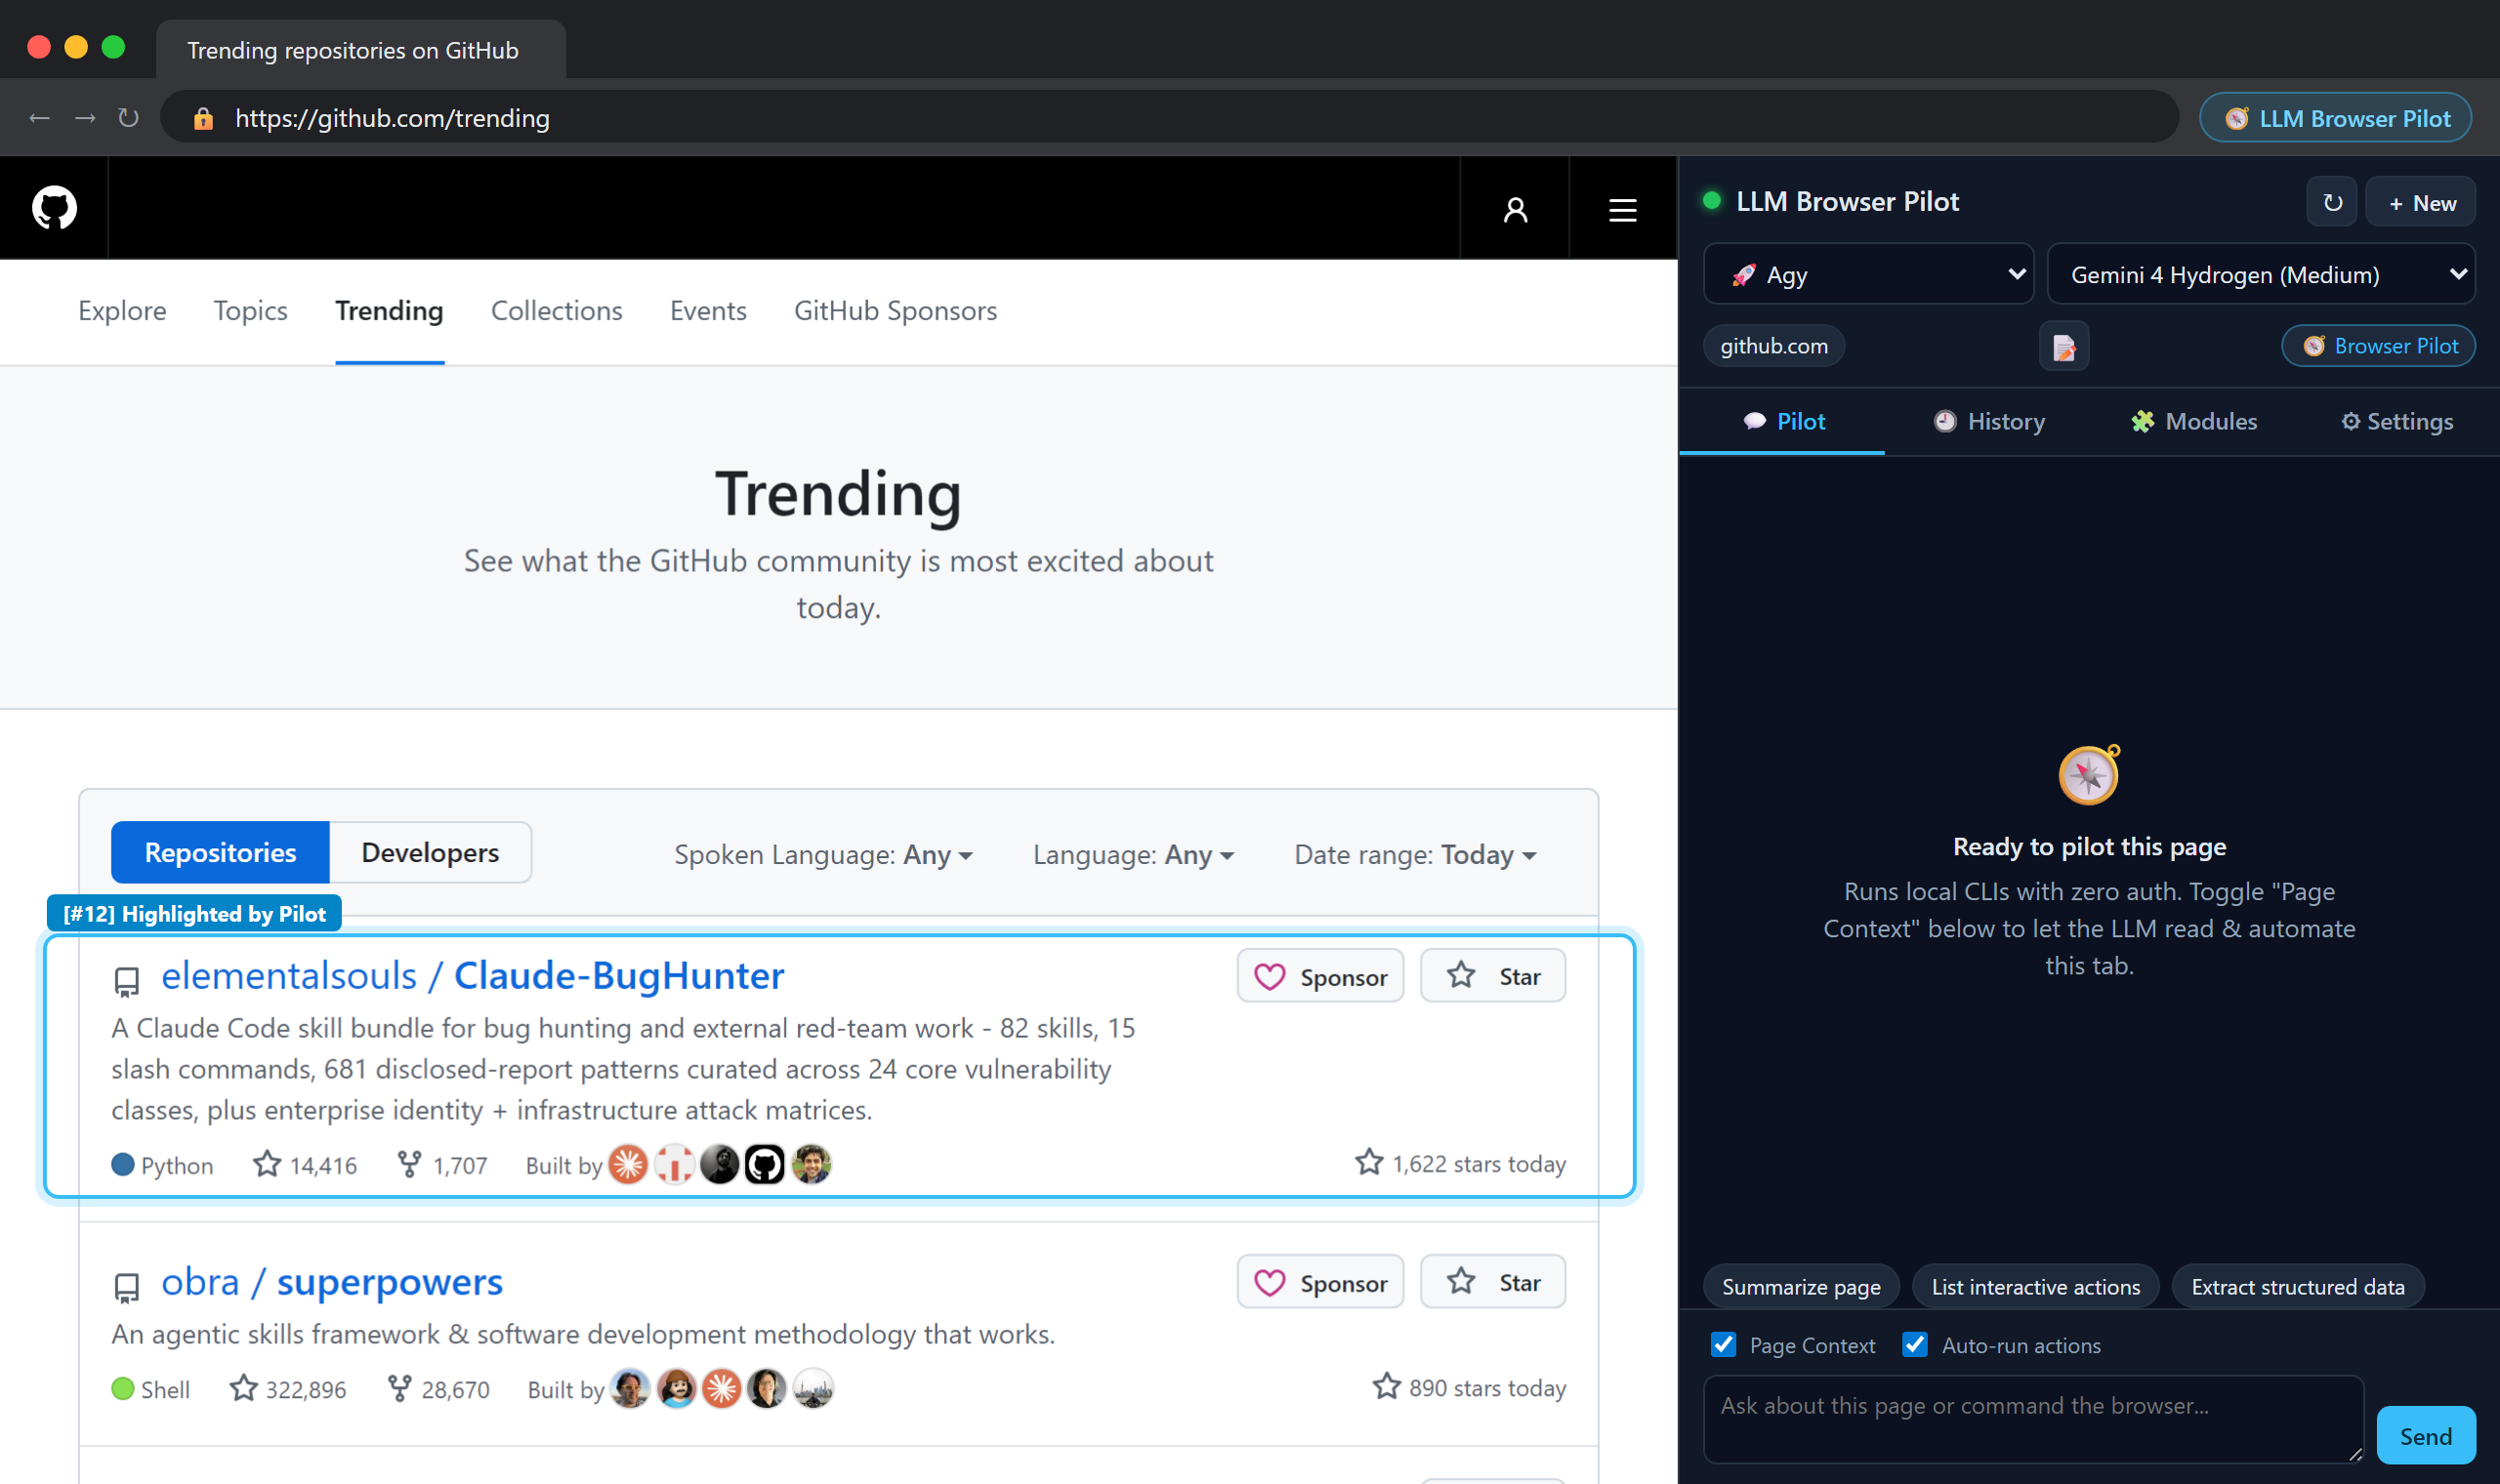 Trending repositories on GitHub
https://github.com/trending
LLM Browser Pilot
Explore Topics Trending Collections Events GitHub Sponsors
Trending
See what the GitHub community is most excited about
today.
Repositories Developers Spoken Language: Any Language: Any Date range: Today
[#12] Highlighted by Pilot
elementalsouls / Claude-BugHunter Sponsor Star
A Claude Code skill bundle for bug hunting and external red-team work - 82 skills, 15
slash commands, 681 disclosed-report patterns curated across 24 core vulnerability
classes, plus enterprise identity + infrastructure attack matrices.
Python 14,416 1,707 Built by 1,622 stars today
obra / superpowers Sponsor Star
An agentic skills framework & software development methodology that works.
Shell 322,896 28,670 Built by 890 stars today
LLM Browser Pilot + New
Agy Gemini 4 Hydrogen (Medium)
github.com Browser Pilot
Pilot History Modules Settings
Ready to pilot this page
Runs local CLIs with zero auth. Toggle "Page
Context" below to let the LLM read & automate
this tab.
Summarize page List interactive actions Extract structured data
Page Context Auto-run actions
Ask about this page or command the browser...
Send